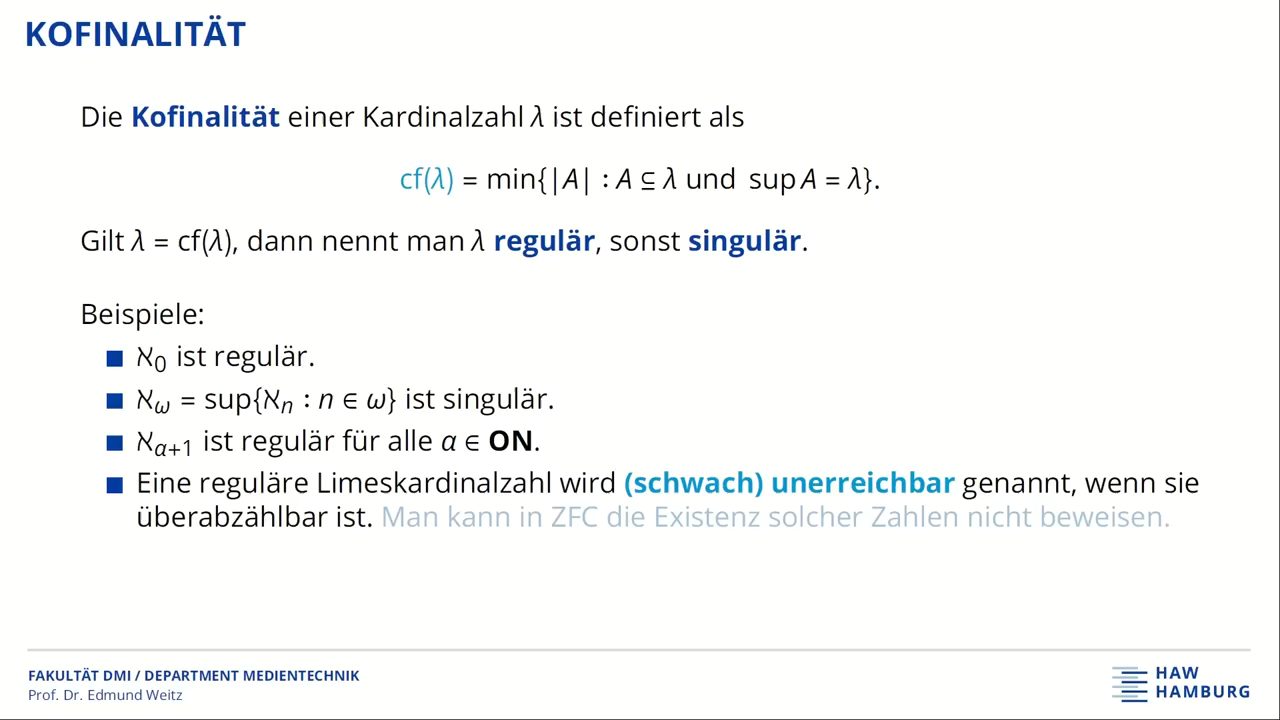 KOFINALITÄT
Die Kofinalität einer Kardinalzahl λ ist definiert als
cf(λ) = min{|A| : A ⊆ λ und sup A = λ}.
Gilt λ = cf(λ), dann nennt man λ regulär, sonst singulär.
Beispiele:
■ ℵ₀ ist regulär.
■ ℵ_ω = sup{ℵₙ : n ∈ ω} ist singulär.
■ ℵ_{α+1} ist regulär für alle α ∈ ON.
■ Eine reguläre Limeskardinalzahl wird (schwach) unerreichbar genannt, wenn sie
überabzählbar ist. Man kann in ZFC die Existenz solcher Zahlen nicht beweisen.
FAKULTÄT DMI / DEPARTMENT MEDIENTECHNIK
Prof. Dr. Edmund Weitz
HAW
HAMBURG